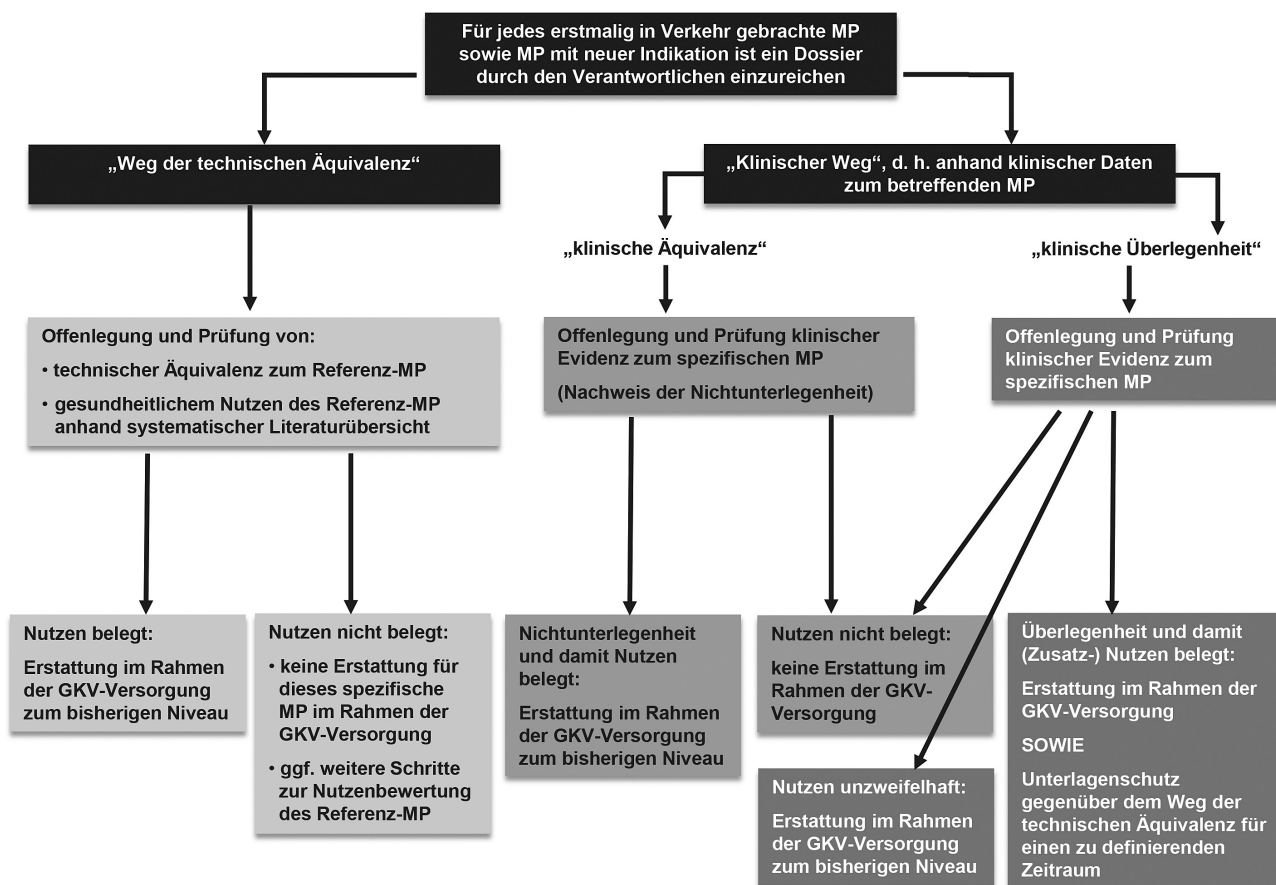 Für jedes erstmalig in Verkehr gebrachte MP
sowie MP mit neuer Indikation ist ein Dossier
durch den Verantwortlichen einzureichen
„Weg der technischen Äquivalenz“
„Klinischer Weg“, d. h. anhand klinischer Daten
zum betreffenden MP
„klinische Äquivalenz“
„klinische Überlegenheit“
Offenlegung und Prüfung von:
• technischer Äquivalenz zum Referenz-MP
• gesundheitlichem Nutzen des Referenz-MP
anhand systematischer Literaturübersicht
Offenlegung und Prüfung klinischer
Evidenz zum spezifischen MP
(Nachweis der Nichtunterlegenheit)
Offenlegung und Prüfung
klinischer Evidenz zum
spezifischen MP
Nutzen belegt:
Erstattung im Rahmen
der GKV-Versorgung
zum bisherigen Niveau
Nutzen nicht belegt:
• keine Erstattung für
dieses spezifische
MP im Rahmen der
GKV-Versorgung
• ggf. weitere Schritte
zur Nutzenbewertung
des Referenz-MP
Nichtunterlegenheit
und damit Nutzen
belegt:
Erstattung im Rahmen
der GKV-Versorgung
zum bisherigen Niveau
Nutzen nicht belegt:
keine Erstattung im
Rahmen der GKV-
Versorgung
Nutzen unzweifelhaft:
Erstattung im Rahmen
der GKV-Versorgung
zum bisherigen Niveau
Überlegenheit und damit
(Zusatz-) Nutzen belegt:
Erstattung im Rahmen der
GKV-Versorgung
SOWIE
Unterlagenschutz
gegenüber dem Weg der
technischen Äquivalenz für
einen zu definierenden
Zeitraum